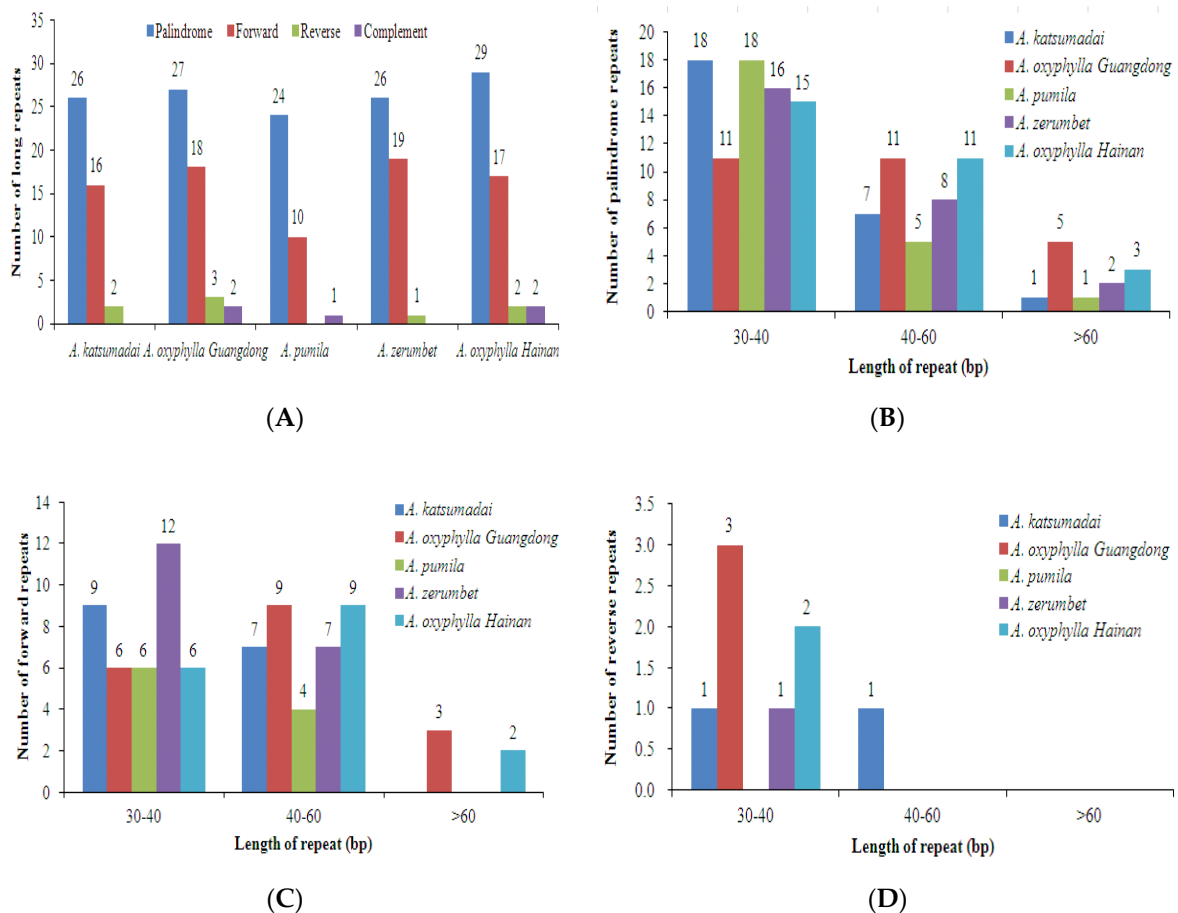 Number of long repeats
35
30
25
20
15
10
5
0
Palindrome Forward Reverse Complement
26 16 2
27 18 3 2
24 10 1
26 19 1
29 17 2 2
A. katsumadai A. oxyphylla Guangdong A. pumila A. zerumbet A. oxyphylla Hainan
(A)
Number of palindrome repeats
20
18
16
14
12
10
8
6
4
2
0
18 11 18 16 15
7 11 5 8 11
1 5 1 2 3
A. katsumadai
A. oxyphylla Guangdong
A. pumila
A. zerumbet
A. oxyphylla Hainan
30-40 40-60 >60
Length of repeat (bp)
(B)
Number of forward repeats
14
12
10
8
6
4
2
0
9 6 6 12 6
7 9 4 7 9
3 2
A. katsumadai
A. oxyphylla Guangdong
A. pumila
A. zerumbet
A. oxyphylla Hainan
30-40 40-60 >60
Length of repeat (bp)
(C)
Number of reverse repeats
3.5
3.0
2.5
2.0
1.5
1.0
0.5
0.0
1 3 1 2
1
A. katsumadai
A. oxyphylla Guangdong
A. pumila
A. zerumbet
A. oxyphylla Hainan
30-40 40-60 >60
Length of repeat (bp)
(D)